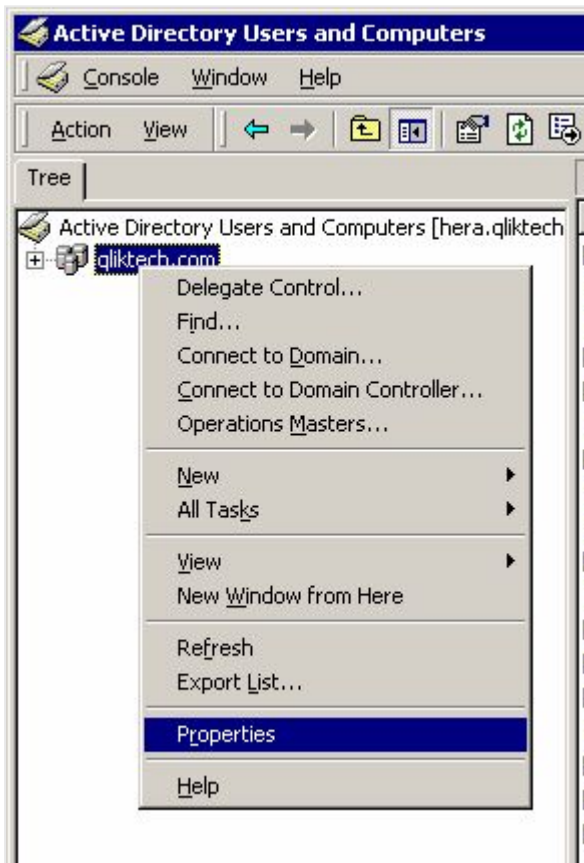 Active Directory Users and Computers
Console Window Help
Action View
Tree
Active Directory Users and Computers [hera.qliktech
qliktech.com
Delegate Control...
Find...
Connect to Domain...
Connect to Domain Controller...
Operations Masters...
New
All Tasks
View
New Window from Here
Refresh
Export List...
Properties
Help